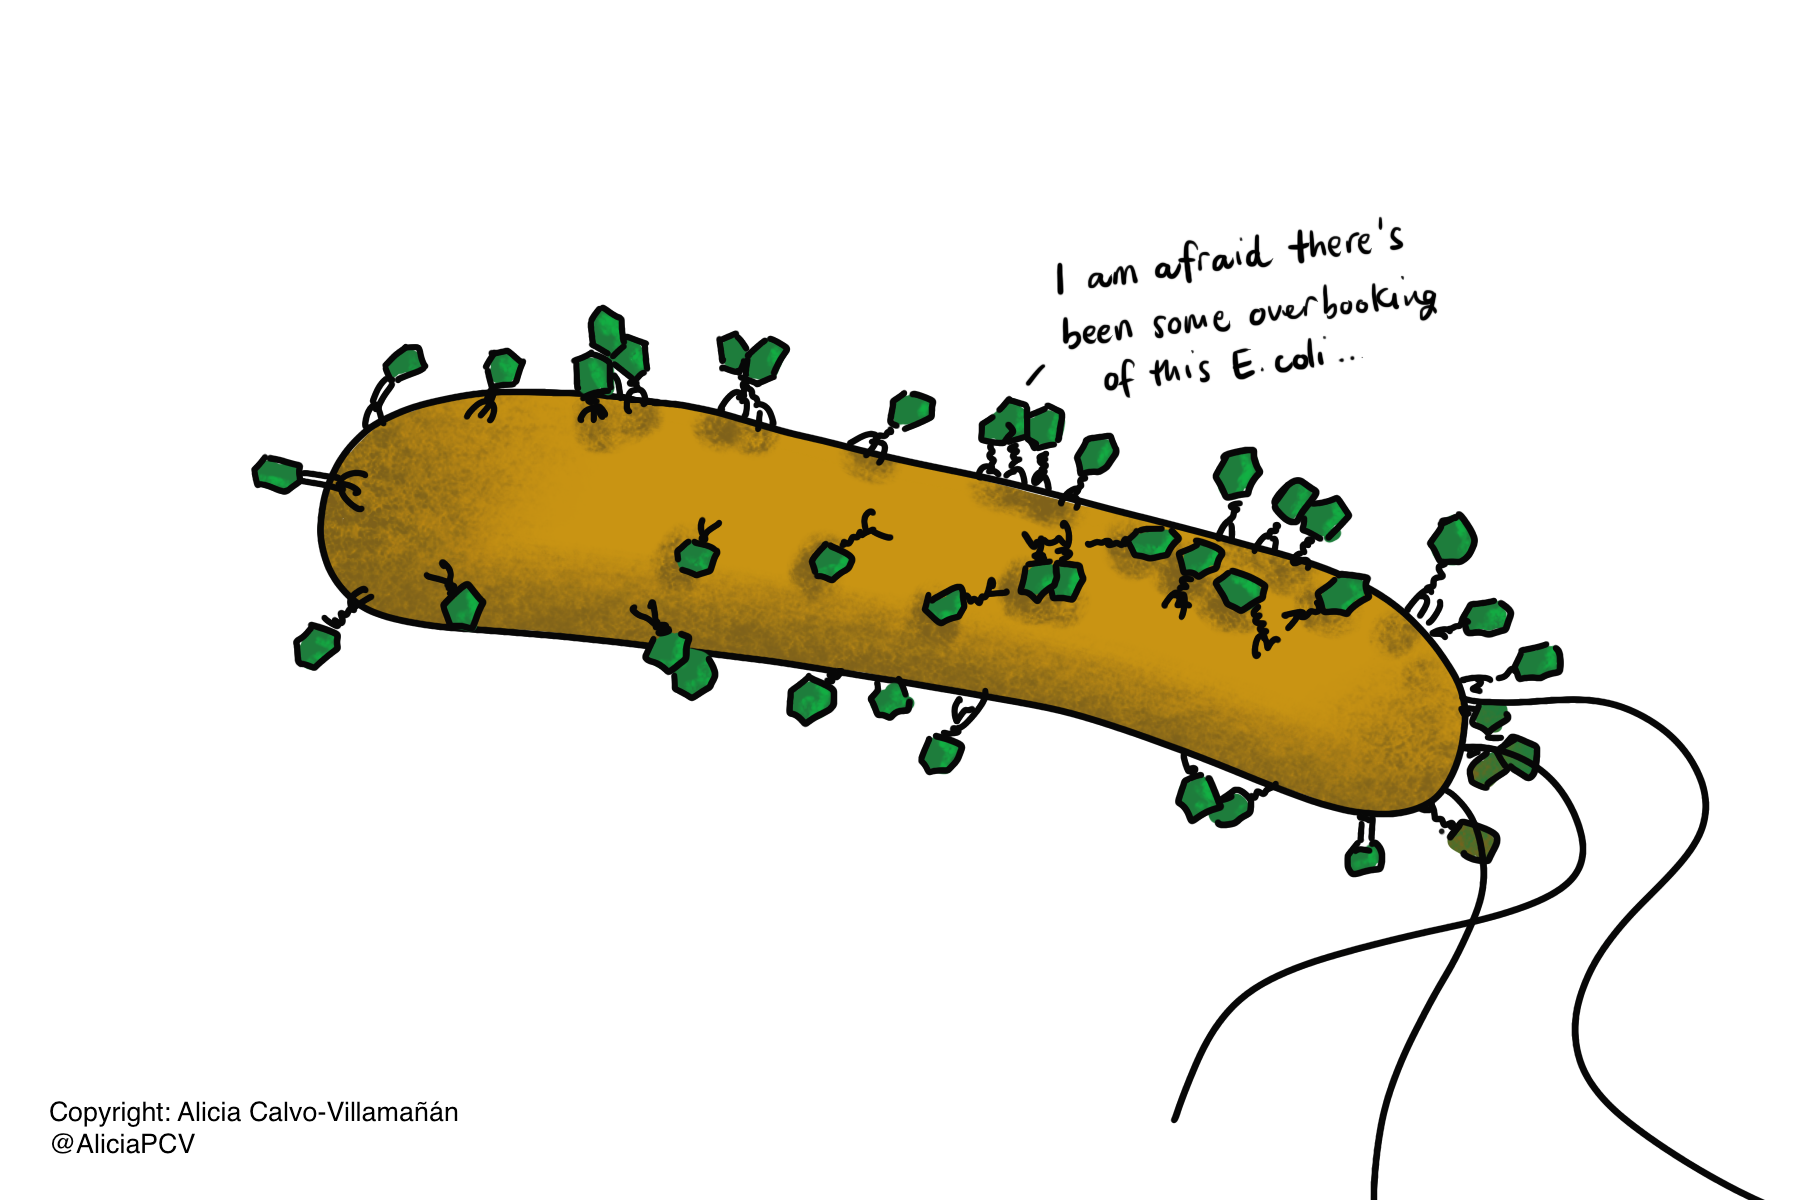 I am afraid there's
been some overbooking
of this E. coli...
Copyright: Alicia Calvo-Villamañán
@AliciaPCV